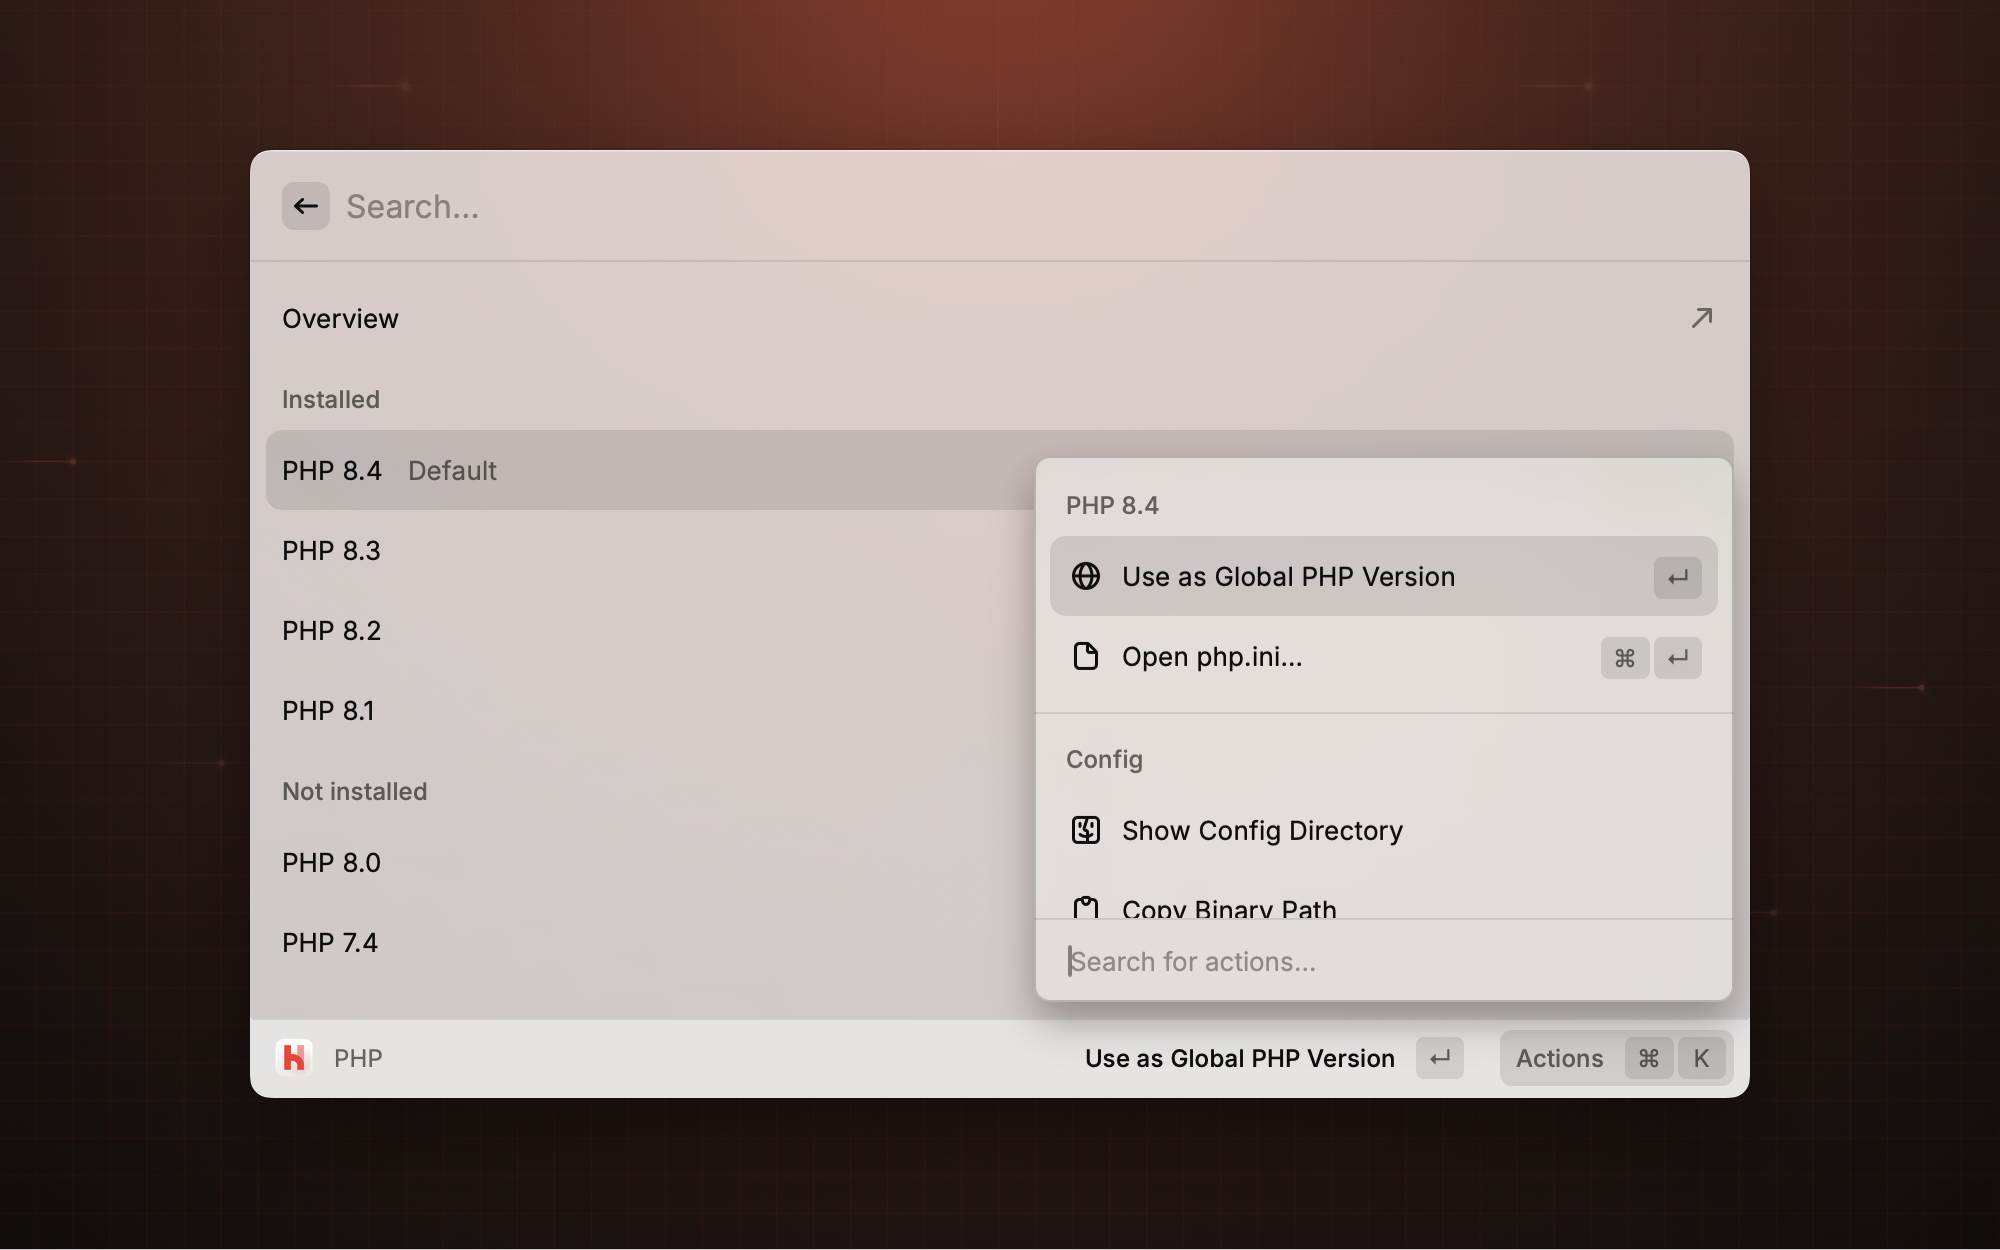 Search...
Overview
Installed
PHP 8.4 Default
PHP 8.3
PHP 8.2
PHP 8.1
Not installed
PHP 8.0
PHP 7.4
PHP 8.4
Use as Global PHP Version ↵
Open php.ini... ⌘ ↵
Config
Show Config Directory
Copy Binary Path
Search for actions...
PHP
Use as Global PHP Version ↵
Actions ⌘ K